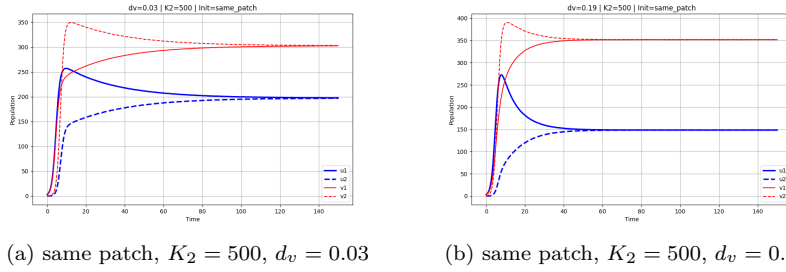 dv=0.03 | K2=500 | Init=same_patch
350
300
250
200
150
100
50
0
Population
0 20 40 60 80 100 120 140
Time
u1
u2
v1
v2
dv=0.19 | K2=500 | Init=same_patch
400
350
300
250
200
150
100
50
0
Population
0 20 40 60 80 100 120 140
Time
u1
u2
v1
v2
(a) same patch, K₂ = 500, dᵥ = 0.03
(b) same patch, K₂ = 500, dᵥ = 0.